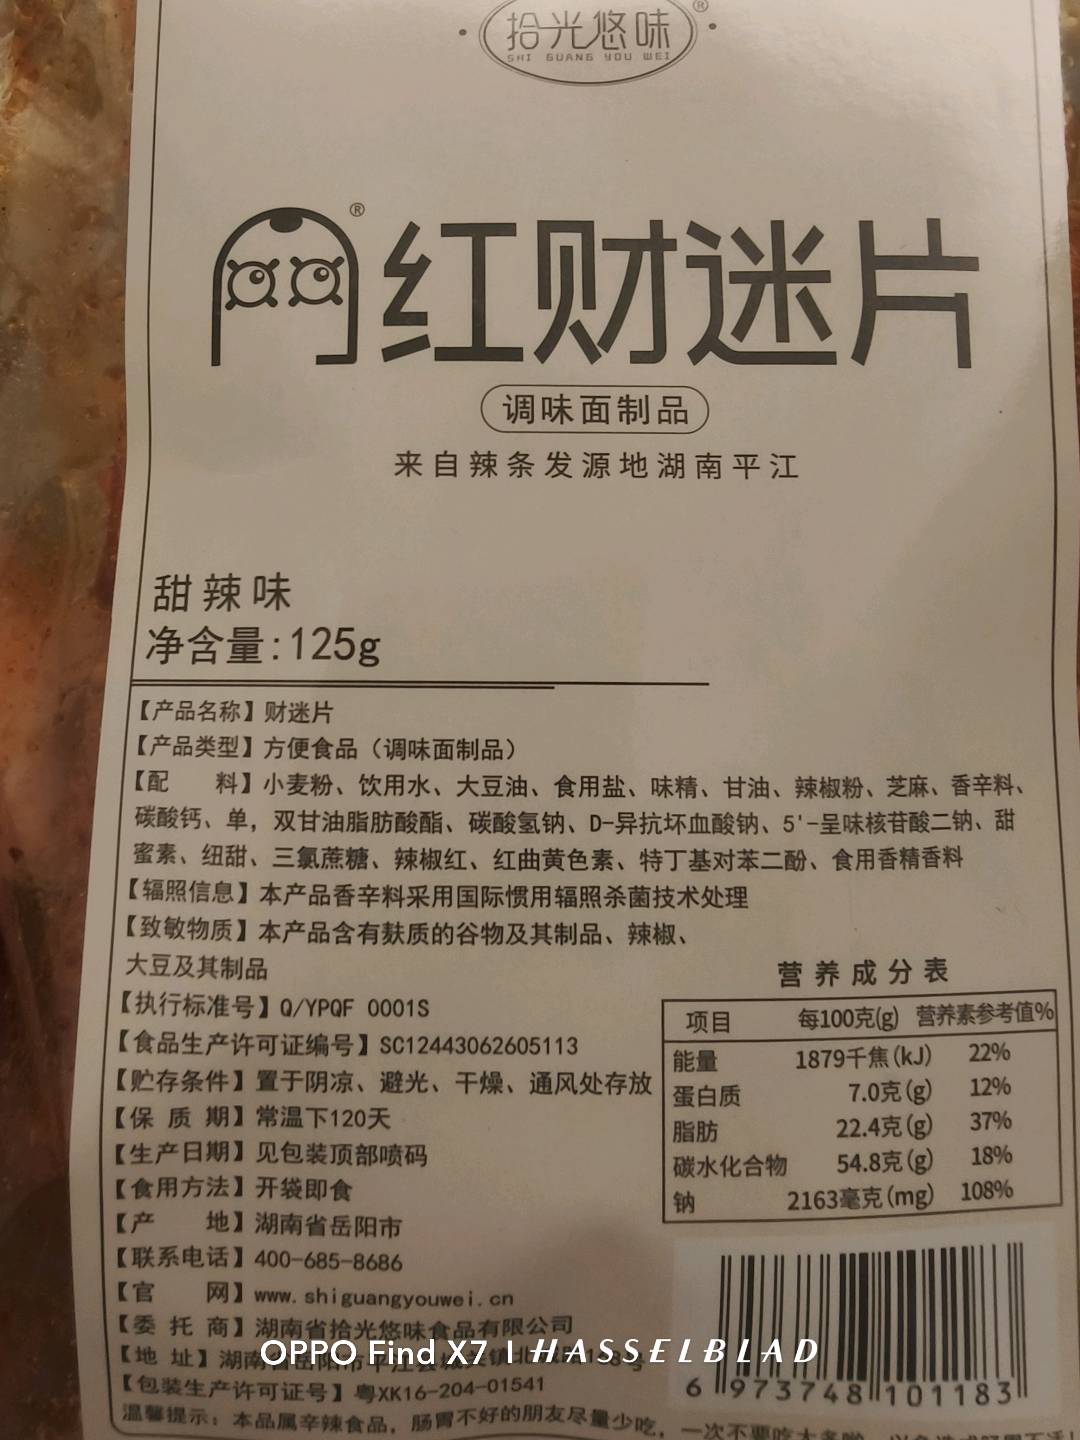 拾光悠味®
SHI GUANG YOU WEI
®红财迷片
调味面制品
来自辣条发源地湖南平江
甜辣味
净含量:125g
【产品名称】财迷片
【产品类型】方便食品（调味面制品）
【配 料】小麦粉、饮用水、大豆油、食用盐、味精、甘油、辣椒粉、芝麻、香辛料、
碳酸钙、单，双甘油脂肪酸酯、碳酸氢钠、D-异抗坏血酸钠、5'-呈味核苷酸二钠、甜
蜜素、纽甜、三氯蔗糖、辣椒红、红曲黄色素、特丁基对苯二酚、食用香精香料
【辐照信息】本产品香辛料采用国际惯用辐照杀菌技术处理
【致敏物质】本产品含有麸质的谷物及其制品、辣椒、
大豆及其制品
【执行标准号】Q/YPQF 0001S
【食品生产许可证编号】SC12443062605113
【贮存条件】置于阴凉、避光、干燥、通风处存放
【保 质 期】常温下120天
【生产日期】见包装顶部喷码
【食用方法】开袋即食
【产 地】湖南省岳阳市
【联系电话】400-685-8686
【官 网】www.shiguangyouwei.cn
【委 托 商】湖南省拾光悠味食品有限公司
【地 址】湖南省岳阳市平江县城关镇北
【包装生产许可证号】粤XK16-204-01541
温馨提示：本品属辛辣食品，肠胃不好的朋友尽量少吃，一次不要吃太多哟
营养成分表
项目 每100克(g) 营养素参考值%
能量 1879千焦(kJ) 22%
蛋白质 7.0克(g) 12%
脂肪 22.4克(g) 37%
碳水化合物 54.8克(g) 18%
钠 2163毫克(mg) 108%
6 973748 101183
OPPO Find X7 | HASSELBLAD